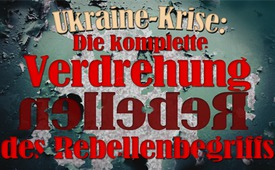 Ukraine-Krise:
Die komplette
Verdrehung
Rebellen
des Rebellenbegriffs